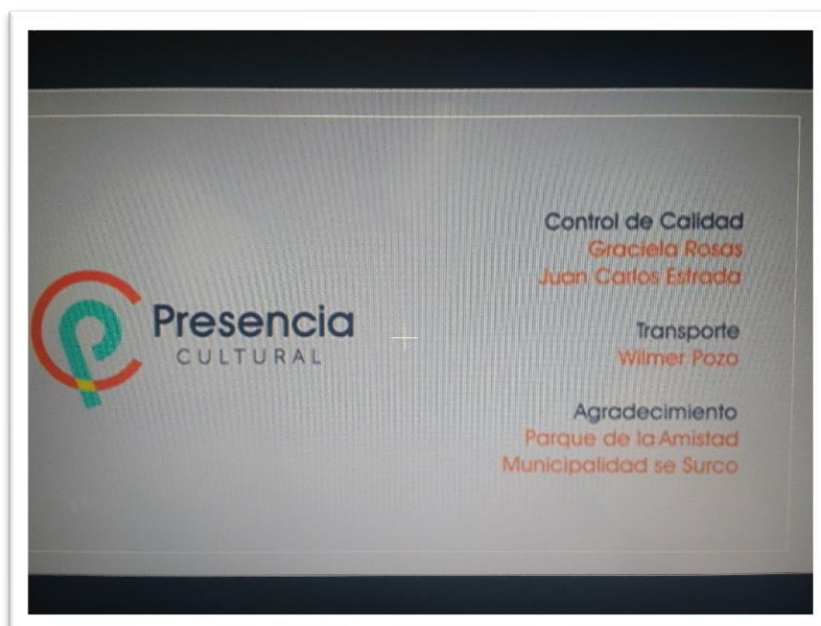 Presencia
CULTURAL
Control de Calidad
Graciela Rosas
Juan Carlos Estrada
Transporte
Wilmer Pozo
Agradecimiento
Parque de la Amistad
Municipalidad se Surco